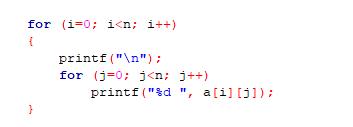 for (i=0; i<n; i++)
{
    printf("\n");
    for (j=0; j<n; j++)
        printf("%d ", a[i][j]);
}